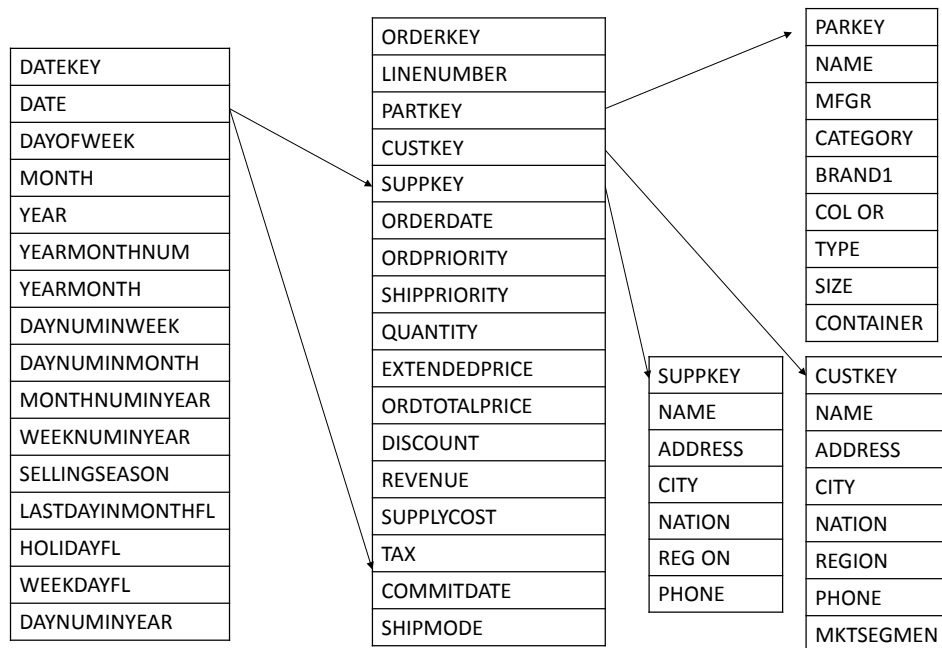 DATEKEY
DATE
DAYOFWEEK
MONTH
YEAR
YEARMONTHNUM
YEARMONTH
DAYNUMINWEEK
DAYNUMINMONTH
MONTHNUMINYEAR
WEEKNUMINYEAR
SELLINGSEASON
LASTDAYINMONTHFL
HOLIDAYFL
WEEKDAYFL
DAYNUMINYEAR
ORDERKEY
LINENUMBER
PARTKEY
CUSTKEY
SUPPKEY
ORDERDATE
ORDPRIORITY
SHIPPRIORITY
QUANTITY
EXTENDEDPRICE
ORDTOTALPRICE
DISCOUNT
REVENUE
SUPPLYCOST
TAX
COMMITDATE
SHIPMODE
SUPPKEY
NAME
ADDRESS
CITY
NATION
REG ON
PHONE
PARKEY
NAME
MFGR
CATEGORY
BRAND1
COL OR
TYPE
SIZE
CONTAINER
CUSTKEY
NAME
ADDRESS
CITY
NATION
REGION
PHONE
MKTSEGMEN